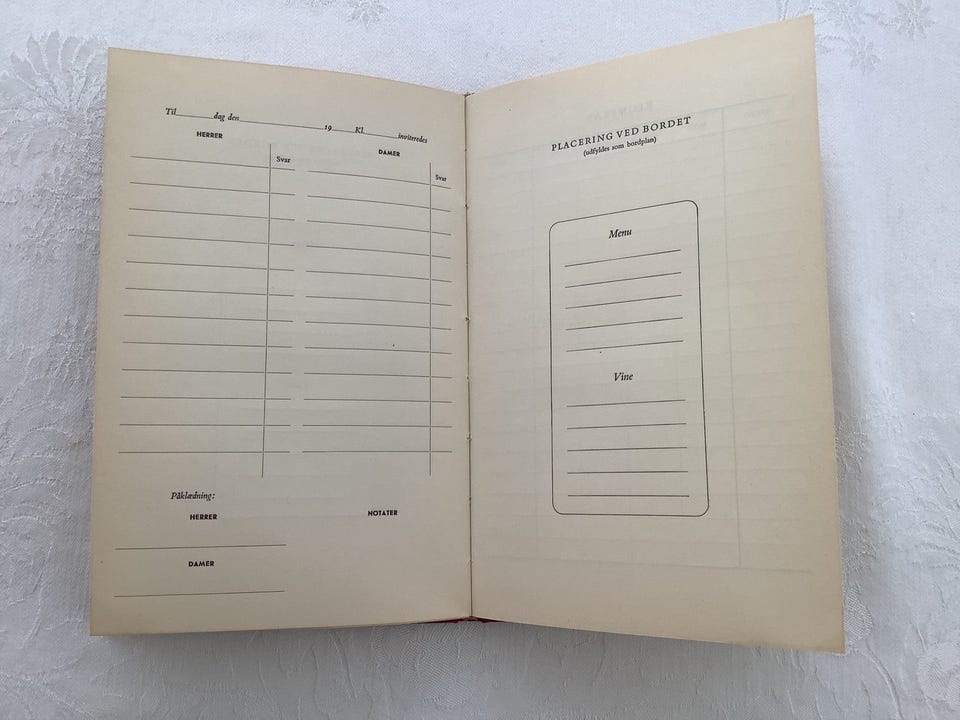 Til dag den 19 Kl. inviteredes
HERRER
DAMER
Svar
Svar
Påklædning:
HERRER
NOTATER
DAMER
PLACERING VED BORDET
(udfyldes som bordplan)
Menu
Vine